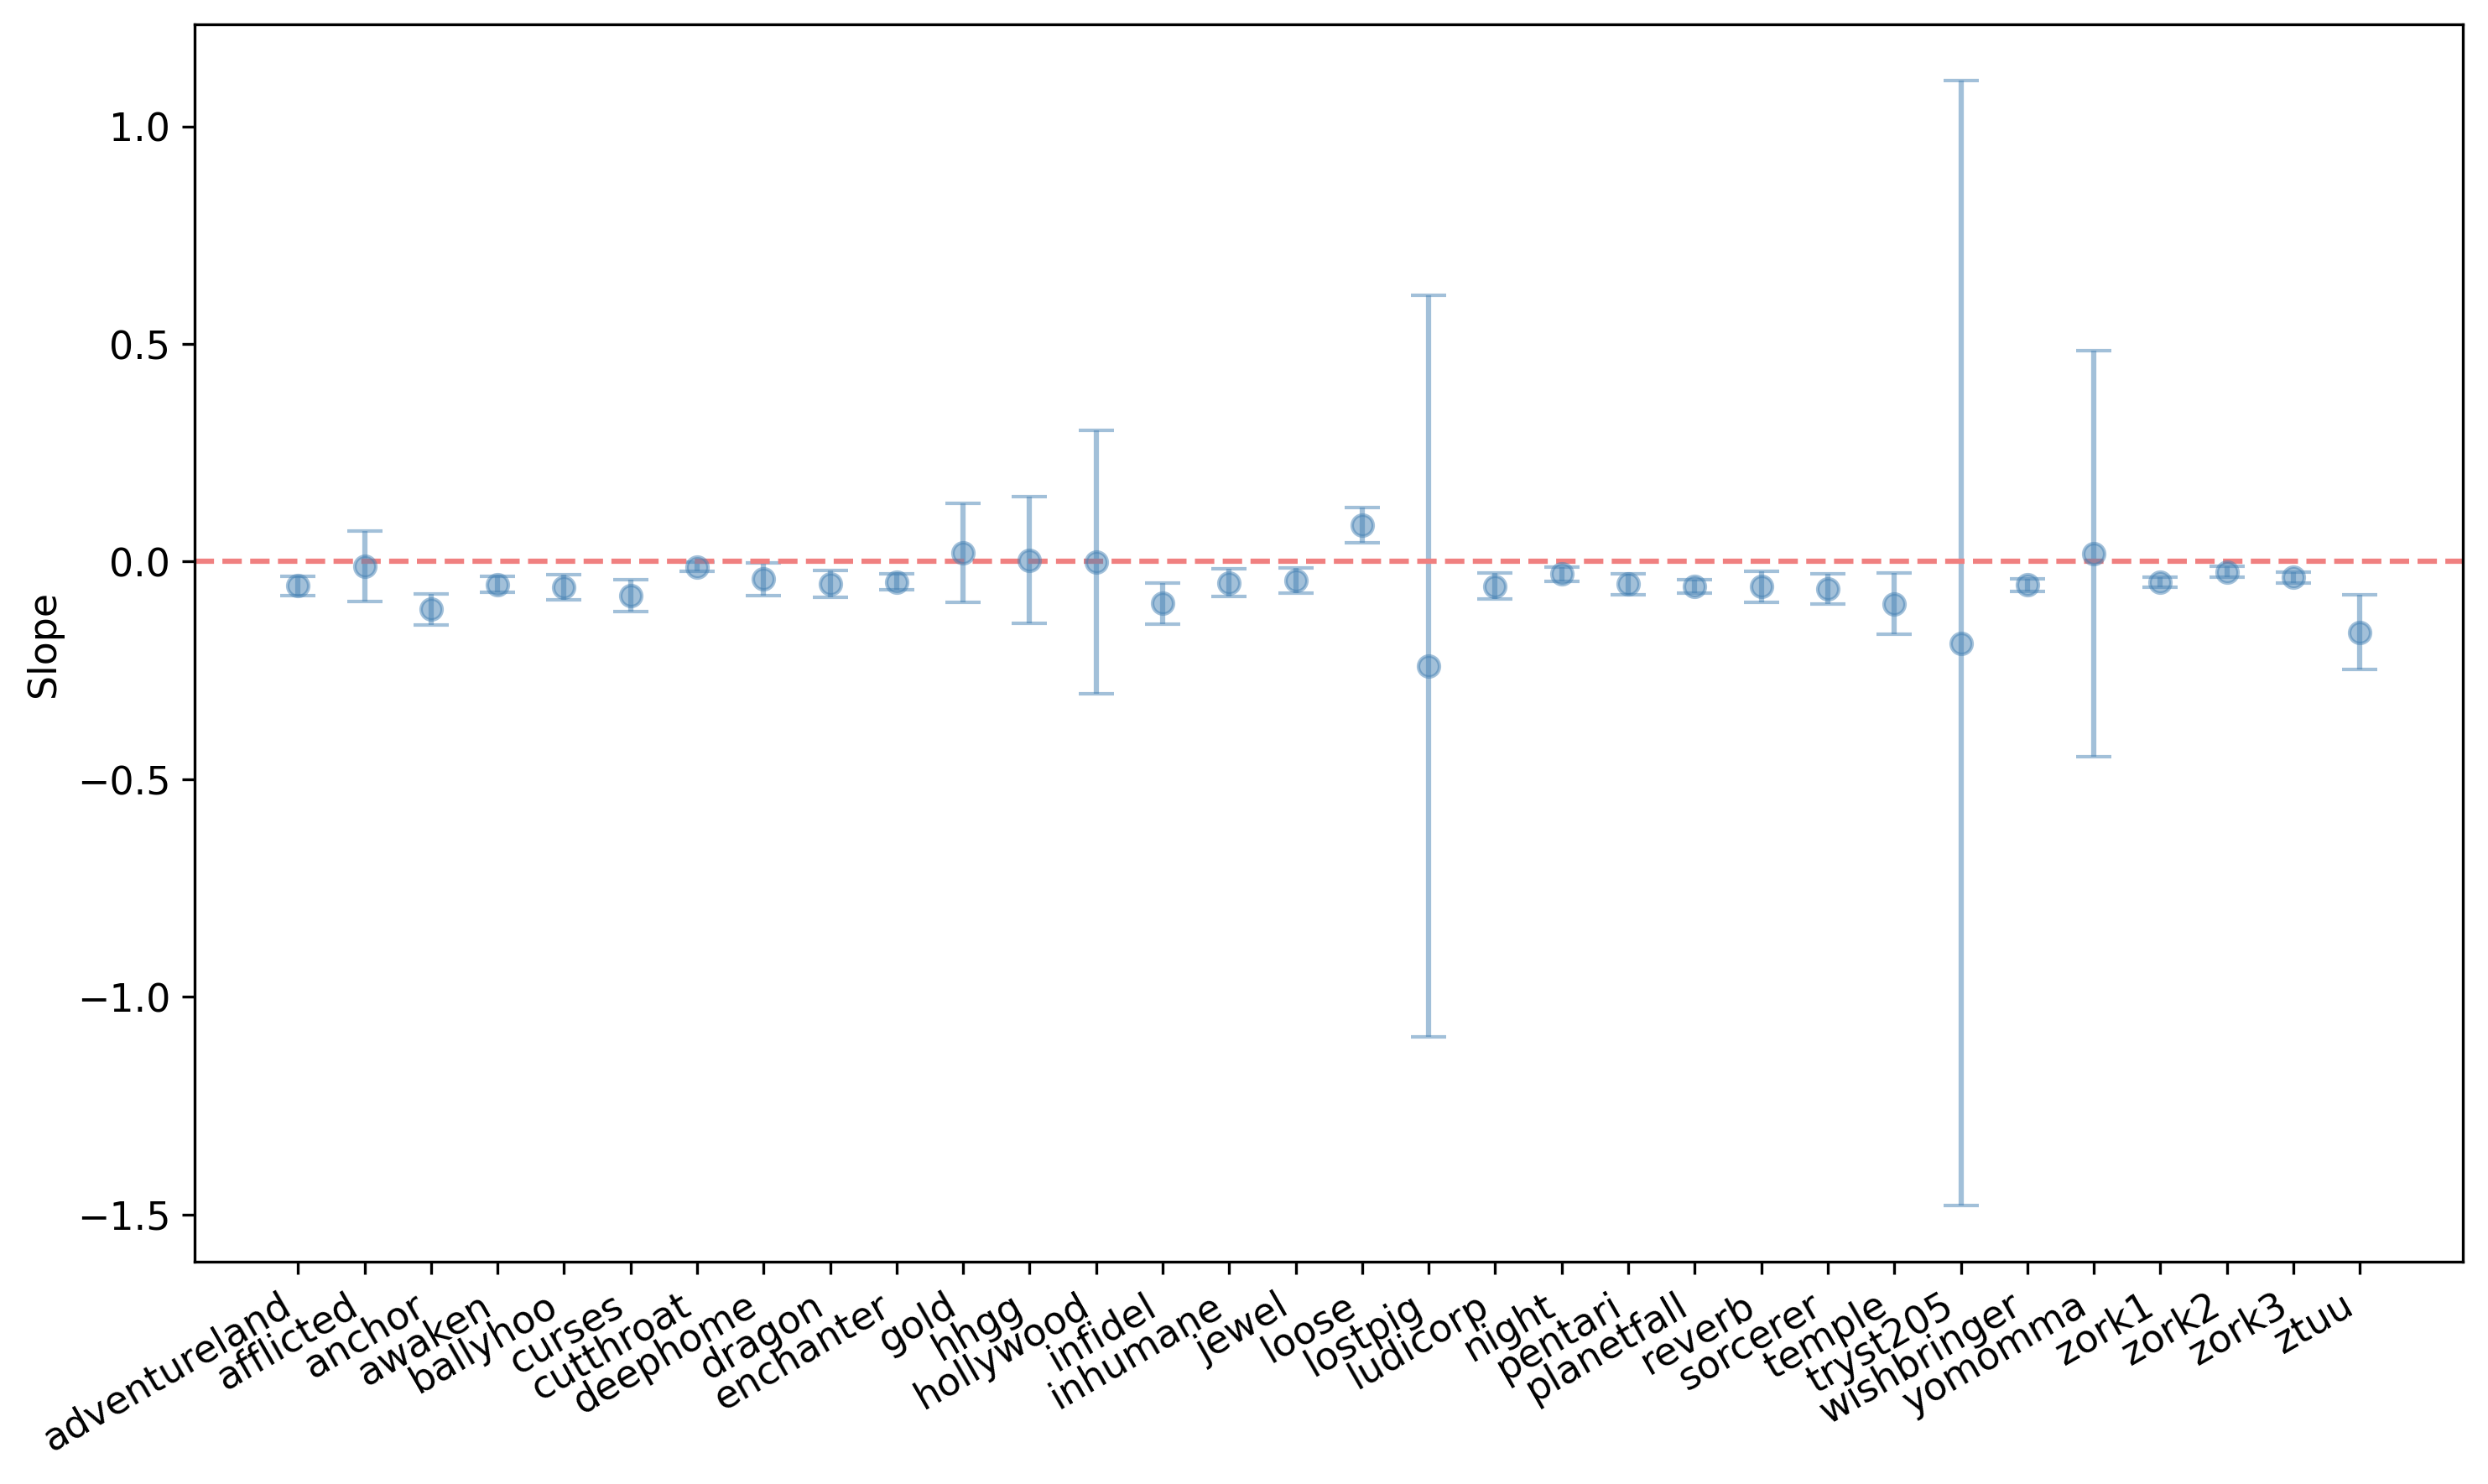 1.0
0.5
0.0
−0.5
−1.0
−1.5
Slope
adventureland
afflicted
anchor
awaken
ballyhoo
curses
cutthroat
deephome
dragon
enchanter
gold
hhgg
hollywood
infidel
inhumane
jewel
loose
lostpig
ludicorp
night
pentari
planetfall
reverb
sorcerer
temple
tryst205
wishbringer
yomomma
zork1
zork2
zork3
ztuu